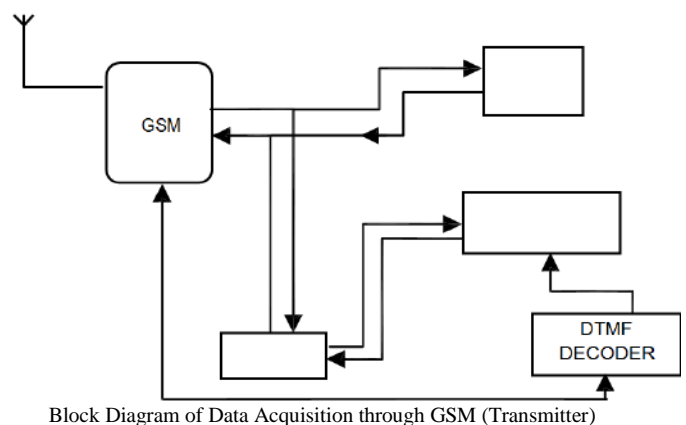 GSM
DTMF
DECODER
Block Diagram of Data Acquisition through GSM (Transmitter)